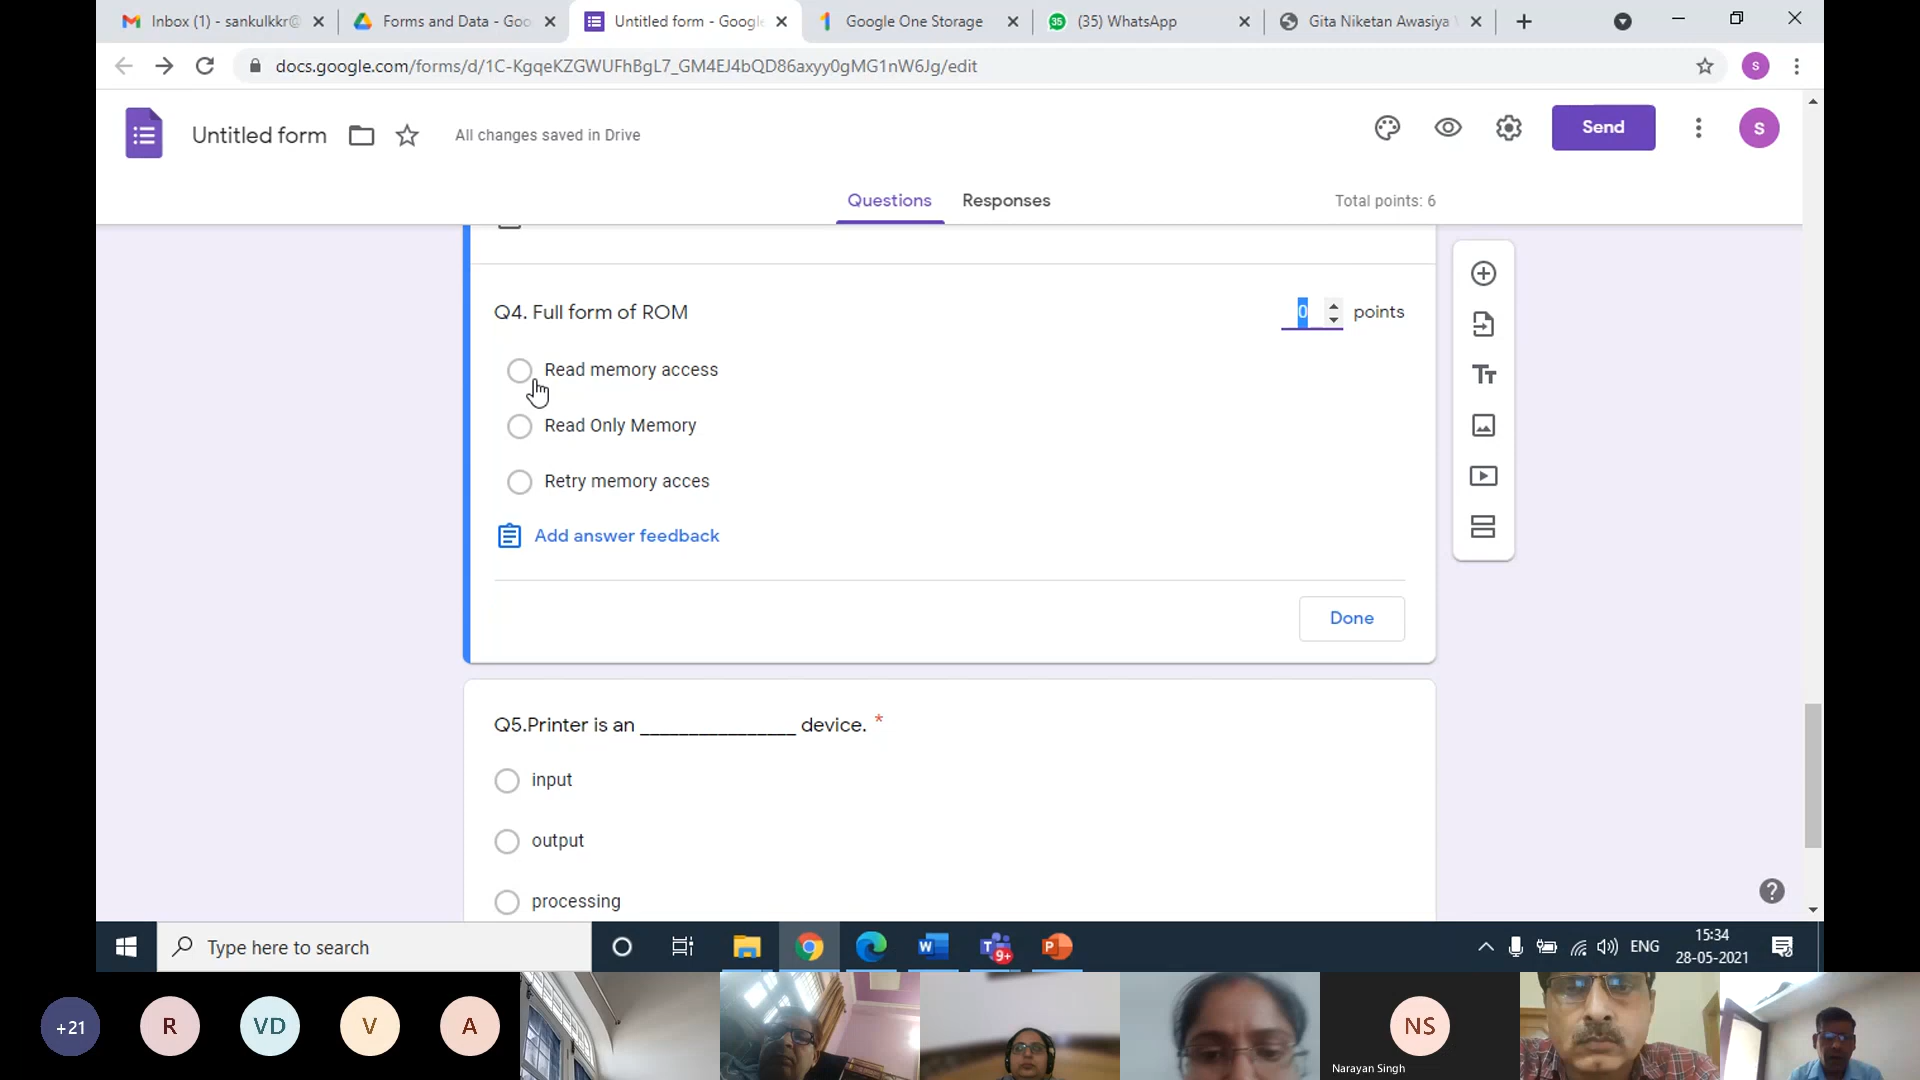 Inbox (1) - sankulkkr@
Forms and Data - Goo
Untitled form - Google
Google One Storage
35
(35) WhatsApp
Gita Niketan Awasiya
docs.google.com/forms/d/1C-KgqeKZGWUFhBgL7_GM4EJ4bQD86axyy0gMG1nW6Jg/edit
S
Untitled form
All changes saved in Drive
Send
S
Questions
Responses
Total points: 6
Q4. Full form of ROM
0
points
Read memory access
Read Only Memory
Retry memory acces
Add answer feedback
Done
Q5.Printer is an ________________ device. *
input
output
processing
Type here to search
9+
ENG
15:34
28-05-2021
+21
R
VD
V
A
NS
Narayan Singh